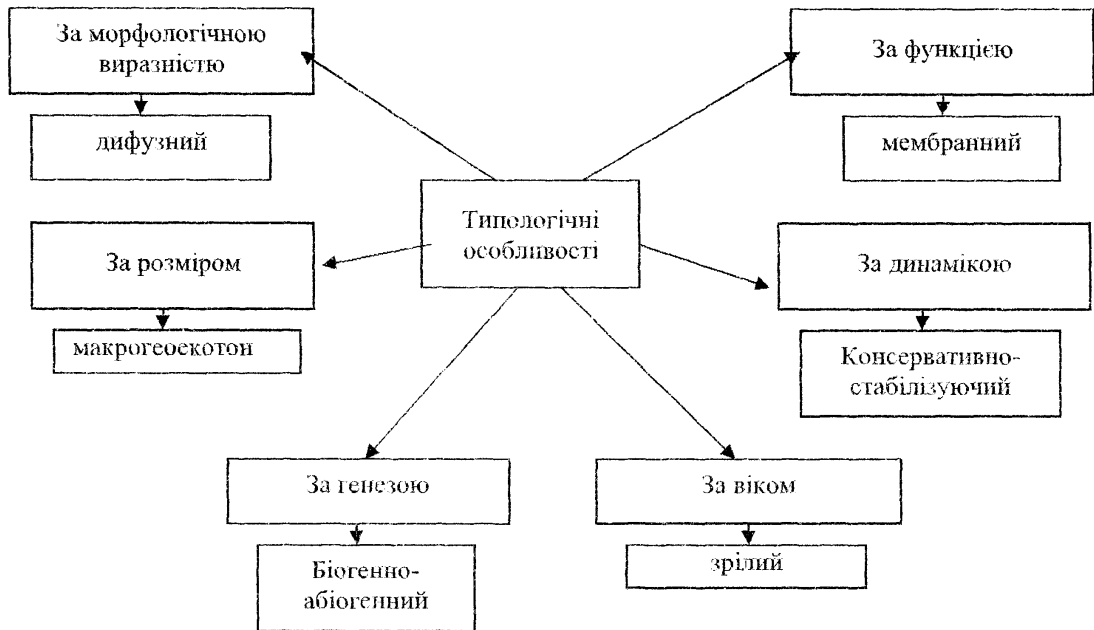 За морфологічною
виразністю
За функцією
дифузний
мембранний
Типологічні
особливості
За розміром
За динамікою
макрогеоекотон
Консервативно-
стабілізуючий
За генезою
За віком
Біогенно-
абіогенний
зрілий